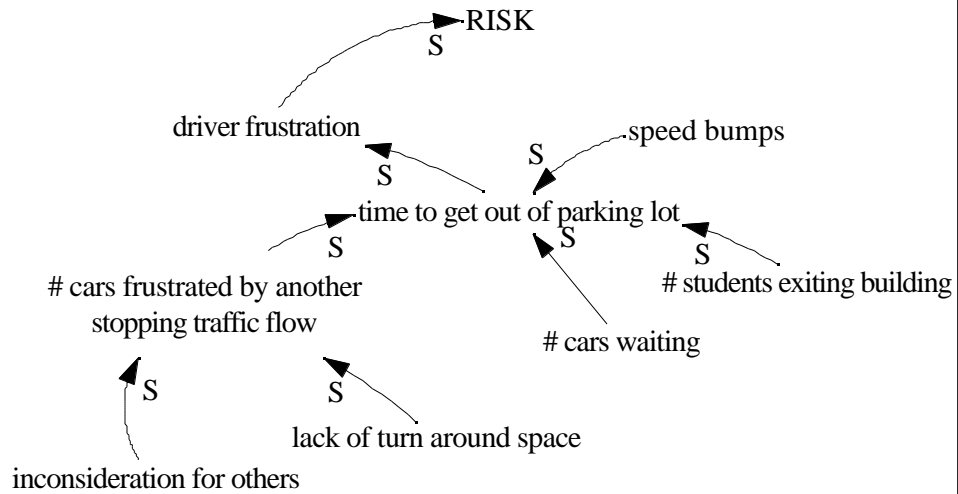 RISK
S
driver frustration
speed bumps
S
S
time to get out of parking lot
S
S
S
# cars frustrated by another
stopping traffic flow
# students exiting building
# cars waiting
S
S
lack of turn around space
inconsideration for others